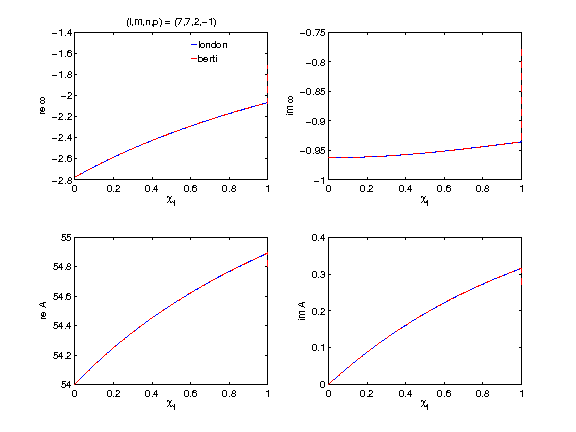 (l,m,n,p) = (7,7,2,−1)
−1.4
−1.6
−1.8
−2
−2.2
−2.4
−2.6
−2.8
re ω
0 0.2 0.4 0.6 0.8 1
χf
london
berti
−0.75
−0.8
−0.85
−0.9
−0.95
−1
im ω
0 0.2 0.4 0.6 0.8 1
χf
55
54.8
54.6
54.4
54.2
54
re A
0 0.2 0.4 0.6 0.8 1
χf
0.4
0.3
0.2
0.1
0
im A
0 0.2 0.4 0.6 0.8 1
χf